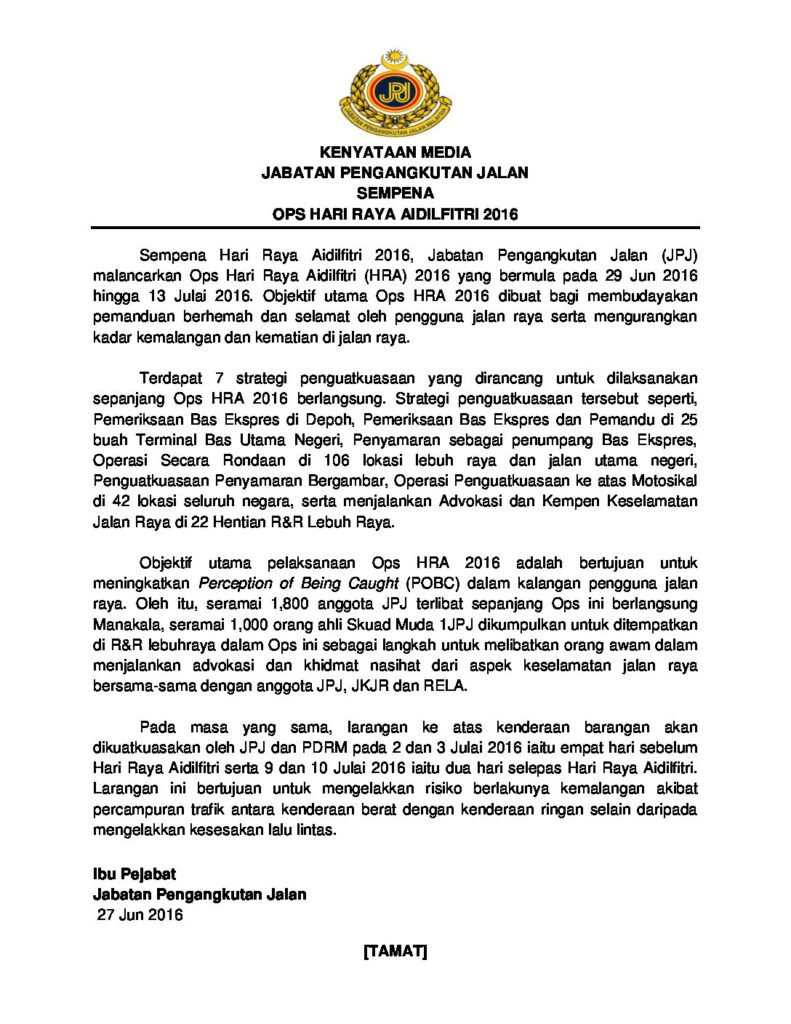 JPJ
JABATAN PENGANGKUTAN JALAN MALAYSIA
KENYATAAN MEDIA
JABATAN PENGANGKUTAN JALAN
SEMPENA
OPS HARI RAYA AIDILFITRI 2016
Sempena Hari Raya Aidilfitri 2016, Jabatan Pengangkutan Jalan (JPJ)
malancarkan Ops Hari Raya Aidilfitri (HRA) 2016 yang bermula pada 29 Jun 2016
hingga 13 Julai 2016. Objektif utama Ops HRA 2016 dibuat bagi membudayakan
pemanduan berhemah dan selamat oleh pengguna jalan raya serta mengurangkan
kadar kemalangan dan kematian di jalan raya.
Terdapat 7 strategi penguatkuasaan yang dirancang untuk dilaksanakan
sepanjang Ops HRA 2016 berlangsung. Strategi penguatkuasaan tersebut seperti,
Pemeriksaan Bas Ekspres di Depoh, Pemeriksaan Bas Ekspres dan Pemandu di 25
buah Terminal Bas Utama Negeri, Penyamaran sebagai penumpang Bas Ekspres,
Operasi Secara Rondaan di 106 lokasi lebuh raya dan jalan utama negeri,
Penguatkuasaan Penyamaran Bergambar, Operasi Penguatkuasaan ke atas Motosikal
di 42 lokasi seluruh negara, serta menjalankan Advokasi dan Kempen Keselamatan
Jalan Raya di 22 Hentian R&R Lebuh Raya.
Objektif utama pelaksanaan Ops HRA 2016 adalah bertujuan untuk
meningkatkan Perception of Being Caught (POBC) dalam kalangan pengguna jalan
raya. Oleh itu, seramai 1,800 anggota JPJ terlibat sepanjang Ops ini berlangsung
Manakala, seramai 1,000 orang ahli Skuad Muda 1JPJ dikumpulkan untuk ditempatkan
di R&R lebuhraya dalam Ops ini sebagai langkah untuk melibatkan orang awam dalam
menjalankan advokasi dan khidmat nasihat dari aspek keselamatan jalan raya
bersama-sama dengan anggota JPJ, JKJR dan RELA.
Pada masa yang sama, larangan ke atas kenderaan barangan akan
dikuatkuasakan oleh JPJ dan PDRM pada 2 dan 3 Julai 2016 iaitu empat hari sebelum
Hari Raya Aidilfitri serta 9 dan 10 Julai 2016 iaitu dua hari selepas Hari Raya Aidilfitri.
Larangan ini bertujuan untuk mengelakkan risiko berlakunya kemalangan akibat
percampuran trafik antara kenderaan berat dengan kenderaan ringan selain daripada
mengelakkan kesesakan lalu lintas.
Ibu Pejabat
Jabatan Pengangkutan Jalan
27 Jun 2016
[TAMAT]